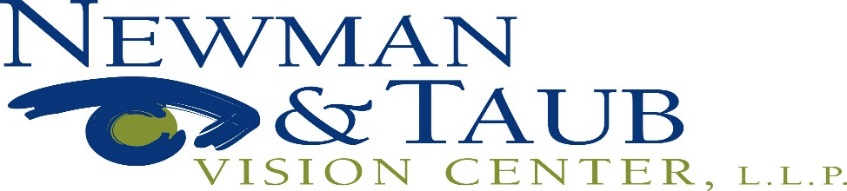 NEWMAN
& TAUB
VISION CENTER, L.L.P.